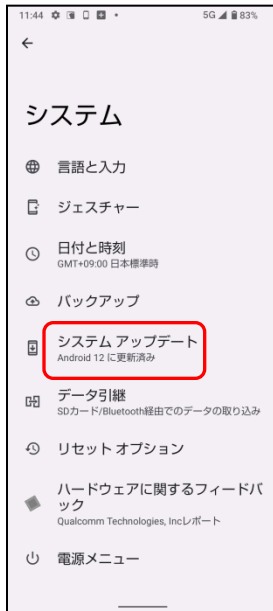 11:44 5G 83%
システム
言語と入力
ジェスチャー
日付と時刻
GMT+09:00 日本標準時
バックアップ
システム アップデート
Android 12 に更新済み
データ引継
SDカード/Bluetooth経由でのデータの取り込み
リセット オプション
ハードウェアに関するフィードバ
ック
Qualcomm Technologies, Incレポート
電源メニュー